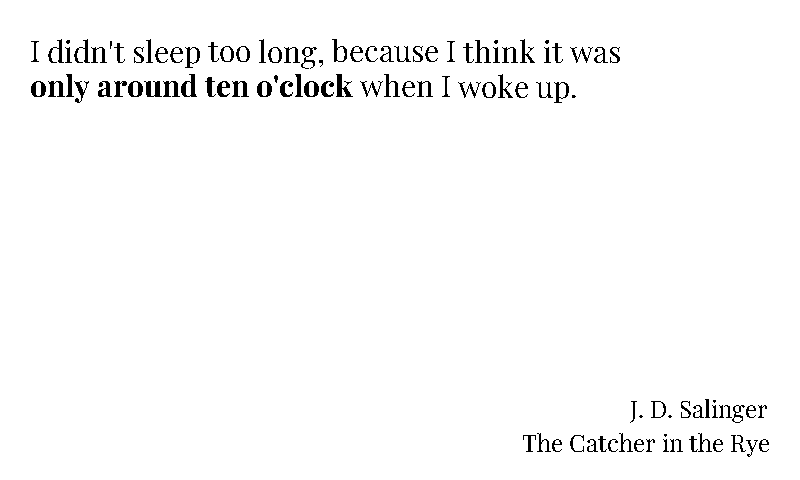 I didn't sleep too long, because I think it was
only around ten o'clock when I woke up.
J. D. Salinger
The Catcher in the Rye